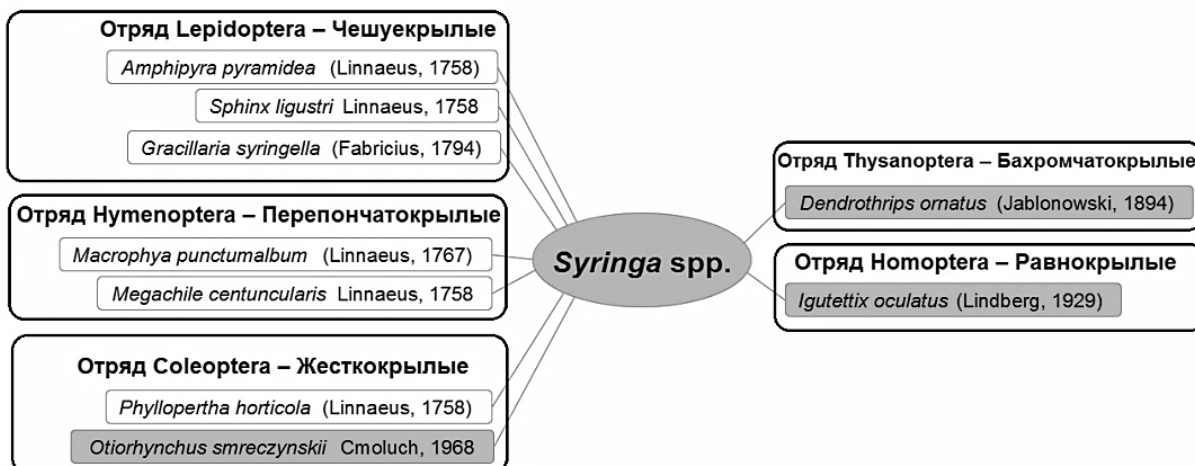 Отряд Lepidoptera – Чешуекрылые
Amphipyra pyramidea (Linnaeus, 1758)
Sphinx ligustri Linnaeus, 1758
Gracillaria syringella (Fabricius, 1794)
Отряд Hymenoptera – Перепончатокрылые
Macrophya punctumalbum (Linnaeus, 1767)
Megachile centuncularis Linnaeus, 1758
Отряд Coleoptera – Жесткокрылые
Phyllopertha horticola (Linnaeus, 1758)
Otiorhynchus smreczynskii Cmoluch, 1968
Syringa spp.
Отряд Thysanoptera – Бахромчатокрылые
Dendrothrips ornatus (Jablonowski, 1894)
Отряд Homoptera – Равнокрылые
Igutettix oculatus (Lindberg, 1929)